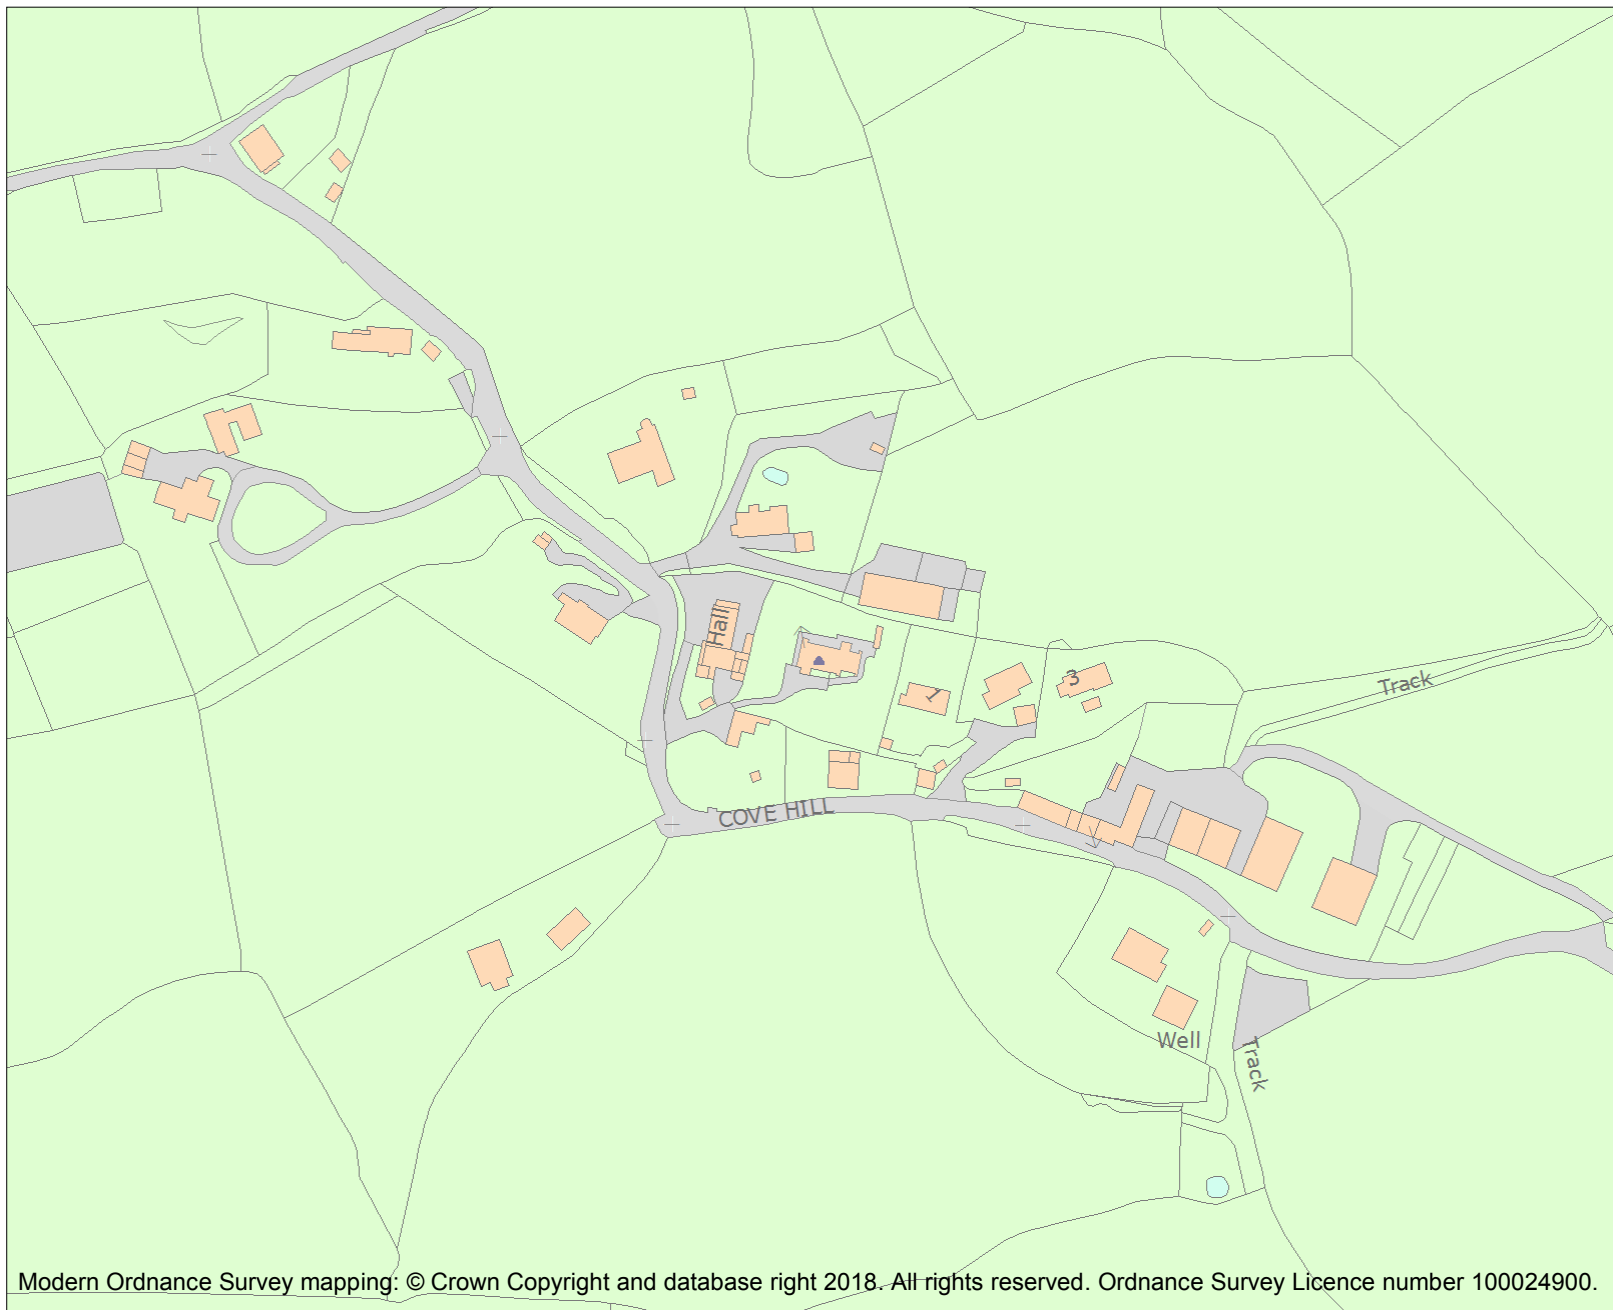 Hall
1
3
Track
COVE HILL
Well
Track
Modern Ordnance Survey mapping: © Crown Copyright and database right 2018. All rights reserved. Ordnance Survey Licence number 100024900.